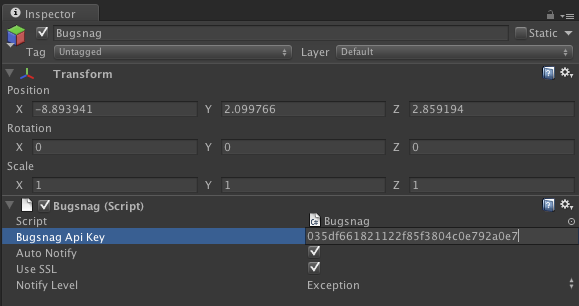 Inspector
Bugsnag Static
Tag Untagged Layer Default
Transform
Position
X -8.893941 Y 2.099766 Z 2.859194
Rotation
X 0 Y 0 Z 0
Scale
X 1 Y 1 Z 1
Bugsnag (Script)
Script Bugsnag
Bugsnag Api Key 035df661821122f85f3804c0e792a0e7
Auto Notify
Use SSL
Notify Level Exception